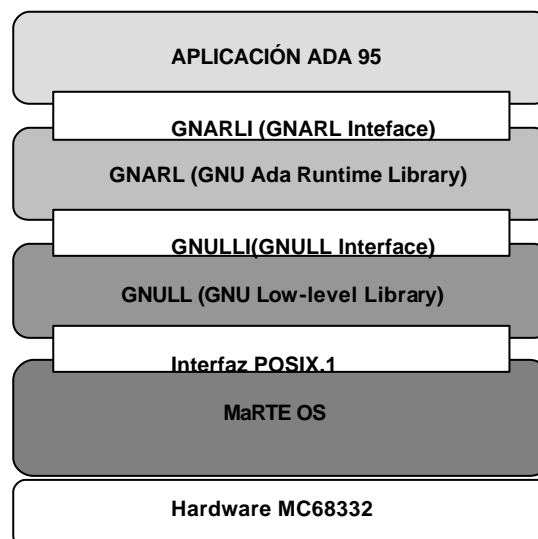 APLICACIÓN ADA 95
GNARLI (GNARL Inteface)
GNARL (GNU Ada Runtime Library)
GNULLI(GNULL Interface)
GNULL (GNU Low-level Library)
Interfaz POSIX.1
MaRTE OS
Hardware MC68332